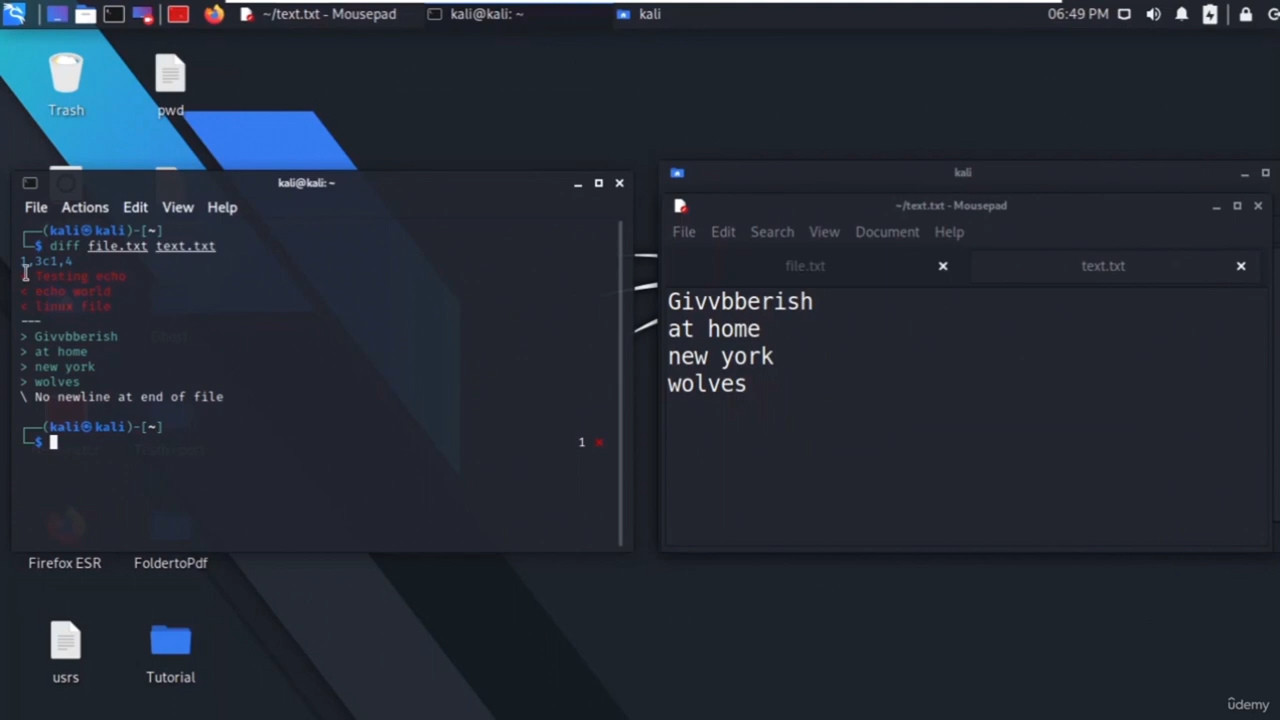 ~/text.txt - Mousepad
kali@kali: ~
kali
06:49 PM
Trash
pwd
kali@kali: ~
File Actions Edit View Help
┌──(kali㉿kali)-[~]
└─$ diff file.txt text.txt
1,3c1,4
Testing echo
< echo world
< linux file
---
> Givvbberish
> at home
> new york
> wolves
\ No newline at end of file
┌──(kali㉿kali)-[~]
└─$
1 ✗
kali
~/text.txt - Mousepad
File Edit Search View Document Help
file.txt
text.txt
Givvbberish
at home
new york
wolves
Firefox ESR
FoldertoPdf
usrs
Tutorial
ûdemy